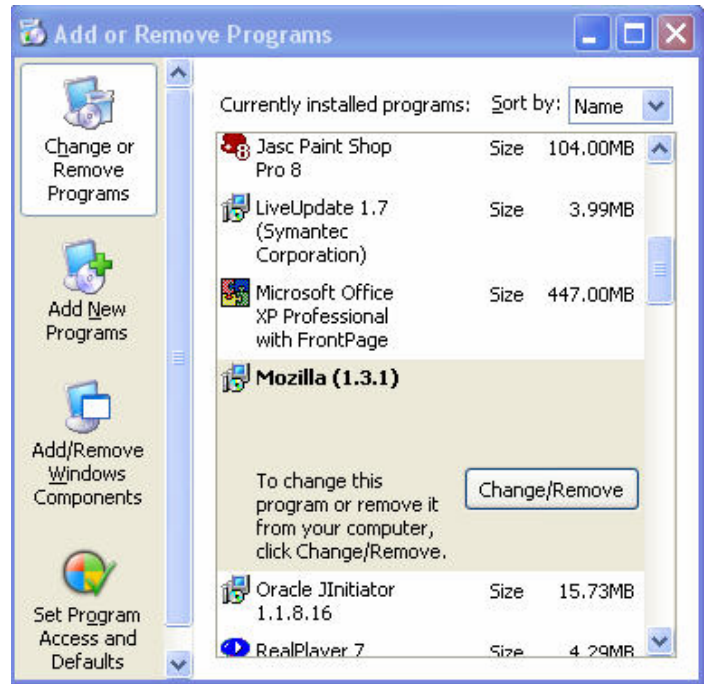 Add or Remove Programs
Change or
Remove
Programs
Add New
Programs
Add/Remove
Windows
Components
Set Program
Access and
Defaults
Currently installed programs:
Sort by: Name
Jasc Paint Shop
Pro 8
Size 104.00MB
LiveUpdate 1.7
(Symantec
Corporation)
Size 3.99MB
Microsoft Office
XP Professional
with FrontPage
Size 447.00MB
Mozilla (1.3.1)
To change this
program or remove it
from your computer,
click Change/Remove.
Change/Remove
Oracle JInitiator
1.1.8.16
Size 15.73MB
RealPlayer 7
Size 4.29MB